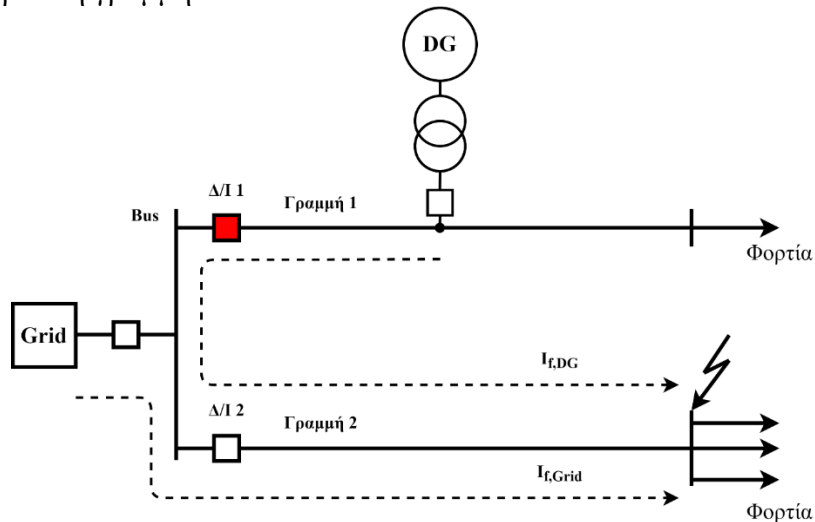 DG
Δ/Ι 1
Γραμμή 1
Bus
Φορτία
Grid
I_f,DG
Δ/Ι 2
Γραμμή 2
I_f,Grid
Φορτία